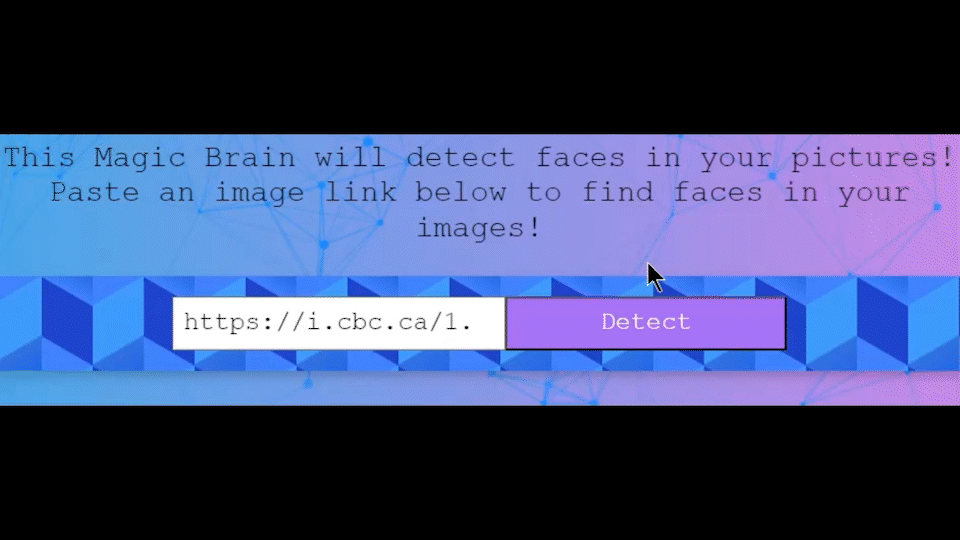 This Magic Brain will detect faces in your pictures!
Paste an image link below to find faces in your
images!
https://i.cbc.ca/1.
Detect